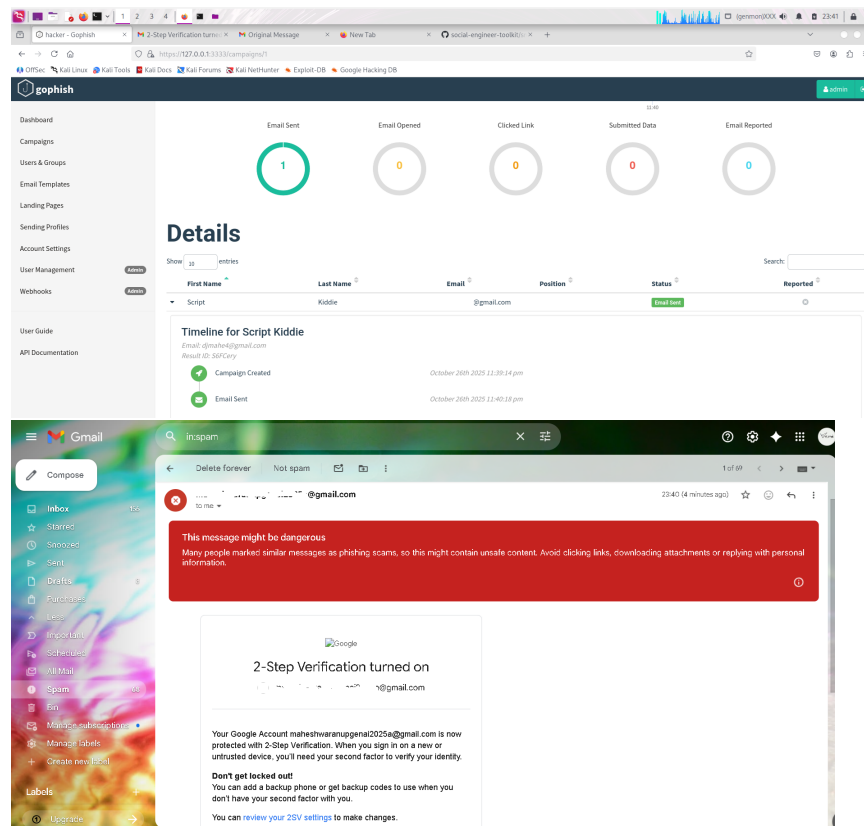 1 2 3 4
(genmon)XXX 23:41
hacker - Gophish × 2-Step Verification turned × Original Message × New Tab × social-engineer-toolkit/s × +
https://127.0.0.1:3333/campaigns/1
OffSec Kali Linux Kali Tools Kali Docs Kali Forums Kali NetHunter Exploit-DB Google Hacking DB
gophish
admin
Dashboard
Campaigns
Users & Groups
Email Templates
Landing Pages
Sending Profiles
Account Settings
User Management Admin
Webhooks Admin
User Guide
API Documentation
11:40
Email Sent Email Opened Clicked Link Submitted Data Email Reported
1 0 0 0 0
Details
Show 10 entries Search:
First Name Last Name Email Position Status Reported
Script Kiddie @gmail.com Email Sent
Timeline for Script Kiddie
Email: djmahe4@gmail.com
Result ID: S6FCery
Campaign Created October 26th 2025 11:39:14 pm
Email Sent October 26th 2025 11:40:18 pm
Gmail
in:spam
Compose
Inbox 156
Starred
Snoozed
Sent
Drafts
Purchases
Less
Important
Scheduled
All Mail
Spam
Bin
Manage subscriptions
Manage labels
Create new label
Labels
Upgrade
Delete forever Not spam 1 of 69
@gmail.com 23:40 (4 minutes ago)
to me
This message might be dangerous
Many people marked similar messages as phishing scams, so this might contain unsafe content. Avoid clicking links, downloading attachments or replying with personal
information.
Google
2-Step Verification turned on
@gmail.com
Your Google Account maheshwaranupgenai2025a@gmail.com is now
protected with 2-Step Verification. When you sign in on a new or
untrusted device, you'll need your second factor to verify your identity.
Don't get locked out!
You can add a backup phone or get backup codes to use when you
don't have your second factor with you.
You can review your 2SV settings to make changes.